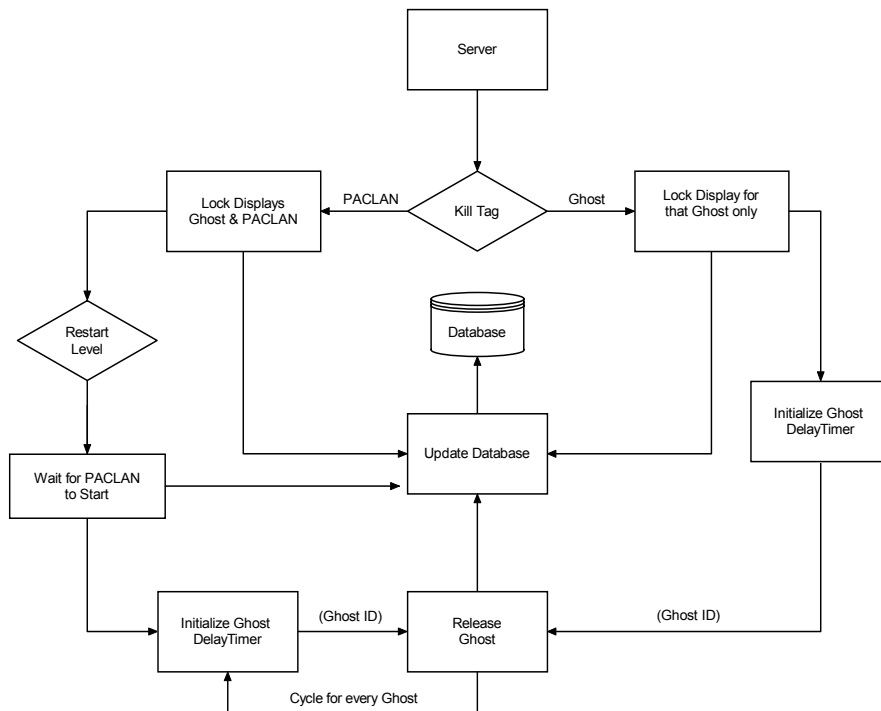 Server
Kill Tag
PACLAN
Ghost
Lock Displays
Ghost & PACLAN
Lock Display for
that Ghost only
Restart
Level
Database
Initialize Ghost
DelayTimer
Update Database
Wait for PACLAN
to Start
Initialize Ghost
DelayTimer
(Ghost ID)
Release
Ghost
(Ghost ID)
Cycle for every Ghost